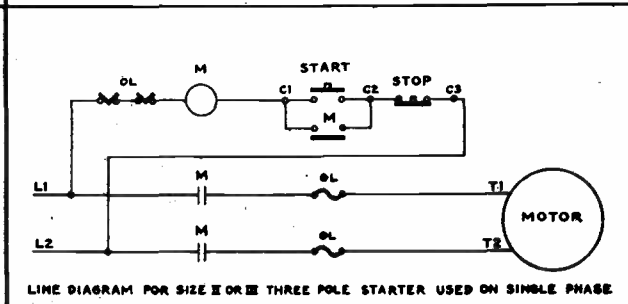 OL M START STOP
C1 C2 C3
M
L1 M OL T1
MOTOR
L2 M OL T2
LINE DIAGRAM FOR SIZE II OR III THREE POLE STARTER USED ON SINGLE PHASE